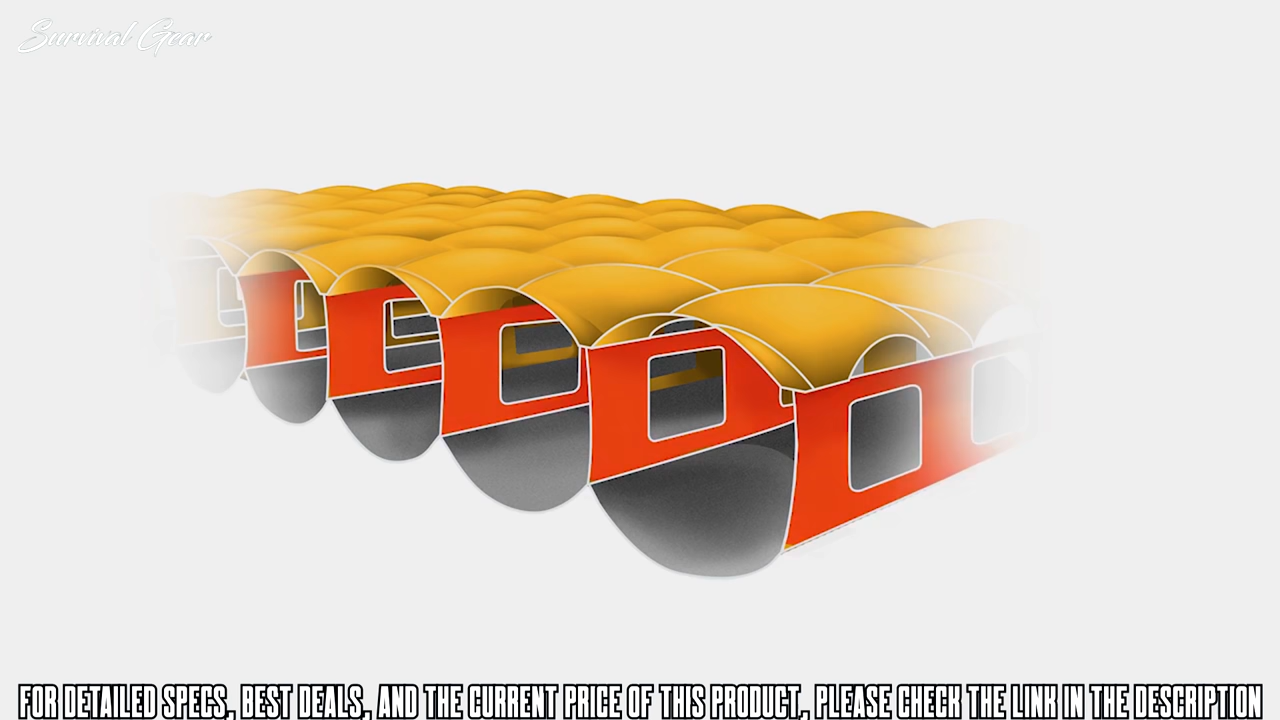 Survival Gear
FOR DETAILED SPECS, BEST DEALS, AND THE CURRENT PRICE OF THIS PRODUCT, PLEASE CHECK THE LINK IN THE DESCRIPTION